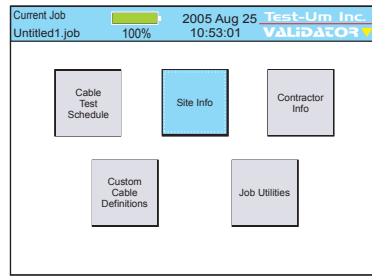 Current Job
2005 Aug 25
Test-Um Inc.
Untitled1.job
100%
10:53:01
VALIDATOR
Cable
Test
Schedule
Site Info
Contractor
Info
Custom
Cable
Definitions
Job Utilities